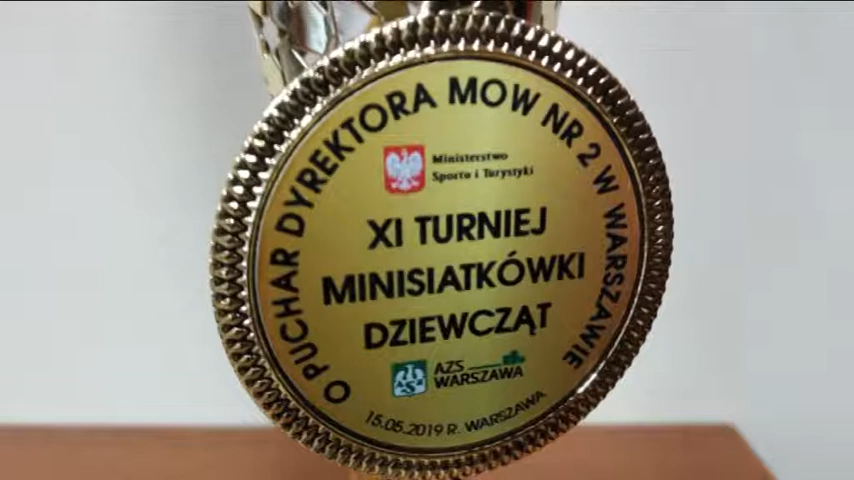 O PUCHAR DYREKTORA MOW NR 2 W WARSZAWIE
Ministerstwo
Sportu i Turystyki
XI TURNIEJ
MINISIATKÓWKI
DZIEWCZĄT
AZS
AZS
WARSZAWA
15.05.2019 R. WARSZAWA